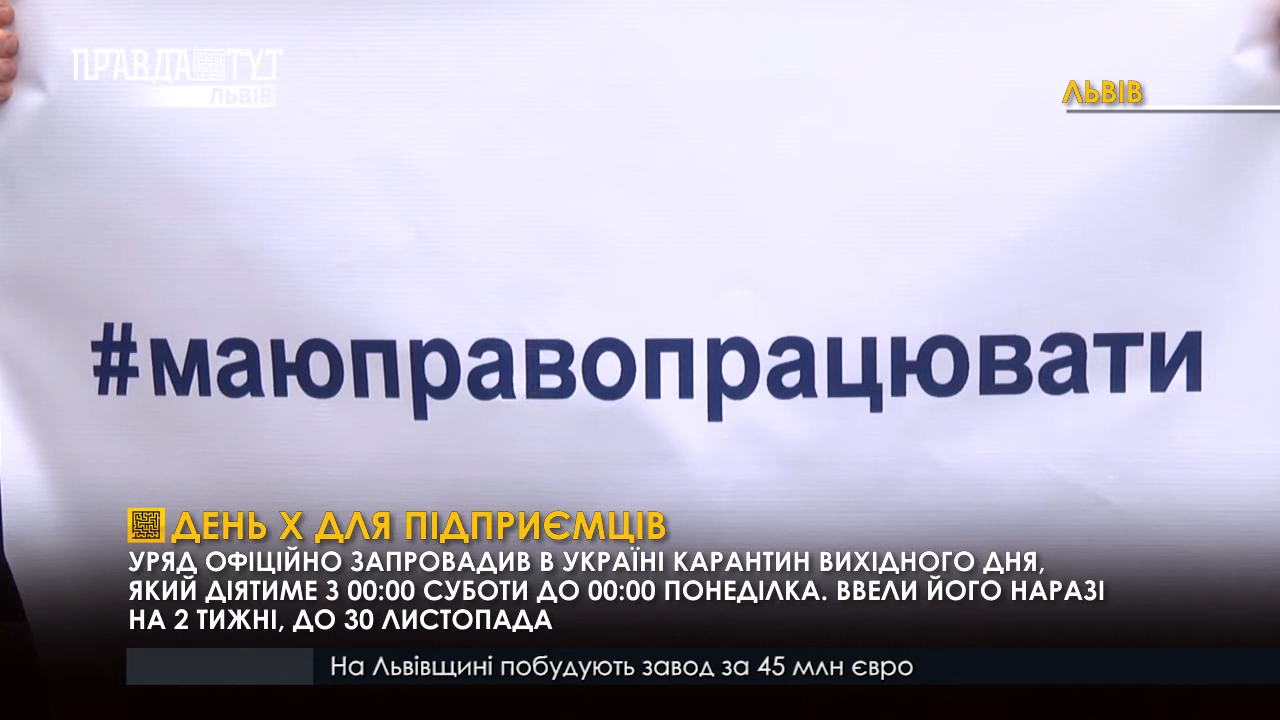 ПРАВДА ТУТ
ЛЬВІВ
ЛЬВІВ
#маюправопрацювати
ДЕНЬ Х ДЛЯ ПІДПРИЄМЦІВ
УРЯД ОФІЦІЙНО ЗАПРОВАДИВ В УКРАЇНІ КАРАНТИН ВИХІДНОГО ДНЯ,
ЯКИЙ ДІЯТИМЕ З 00:00 СУБОТИ ДО 00:00 ПОНЕДІЛКА. ВВЕЛИ ЙОГО НАРАЗІ
НА 2 ТИЖНІ, ДО 30 ЛИСТОПАДА
На Львівщині побудують завод за 45 млн євро